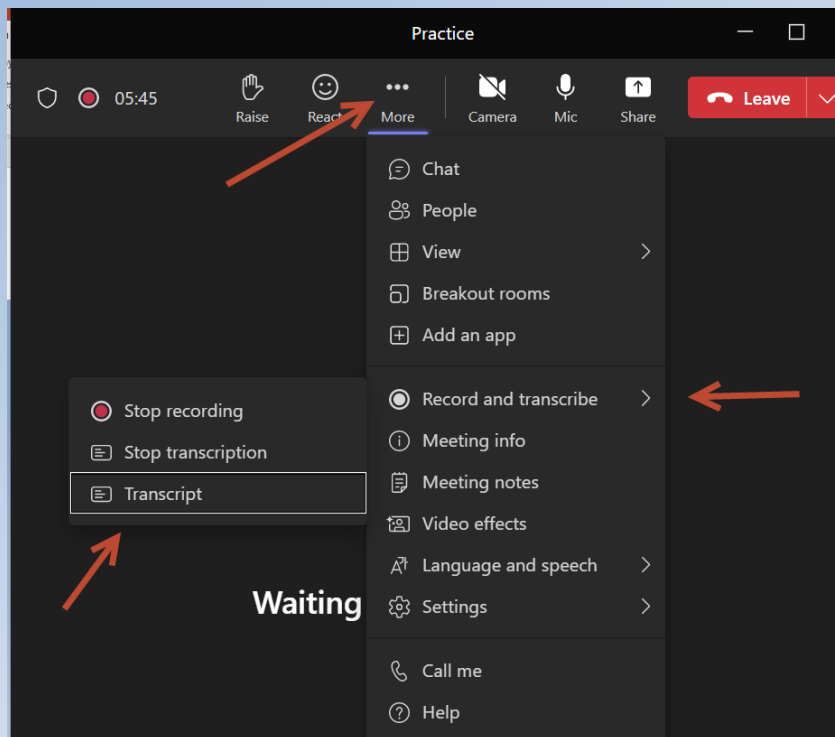 Practice
05:45
Raise
React
More
Camera
Mic
Share
Leave
Chat
People
View
Breakout rooms
Add an app
Record and transcribe
Meeting info
Meeting notes
Video effects
Language and speech
Settings
Call me
Help
Stop recording
Stop transcription
Transcript
Waiting